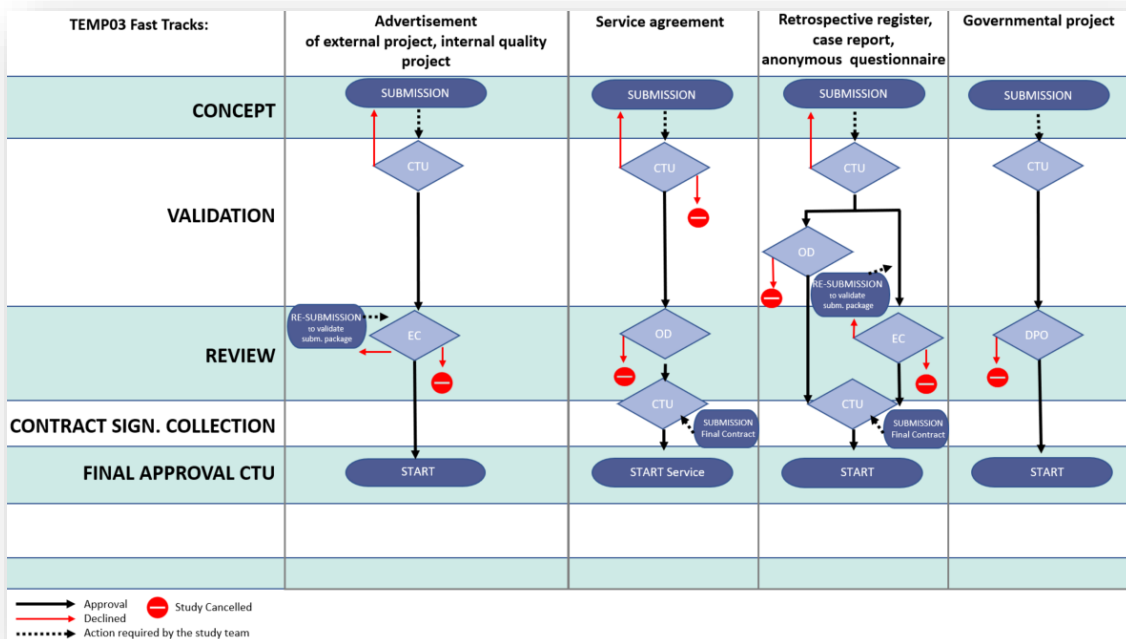 TEMP03 Fast Tracks:
Advertisement
of external project, internal quality
project
Service agreement
Retrospective register,
case report,
anonymous questionnaire
Governmental project
CONCEPT
SUBMISSION
SUBMISSION
SUBMISSION
SUBMISSION
VALIDATION
CTU
CTU
CTU
CTU
OD
RE-SUBMISSION
to validate
subm. package
REVIEW
RE-SUBMISSION
to validate
subm. package
EC
OD
EC
DPO
CONTRACT SIGN. COLLECTION
CTU
SUBMISSION
Final Contract
CTU
SUBMISSION
Final Contract
FINAL APPROVAL CTU
START
START Service
START
START
Approval
Declined
Action required by the study team
Study Cancelled